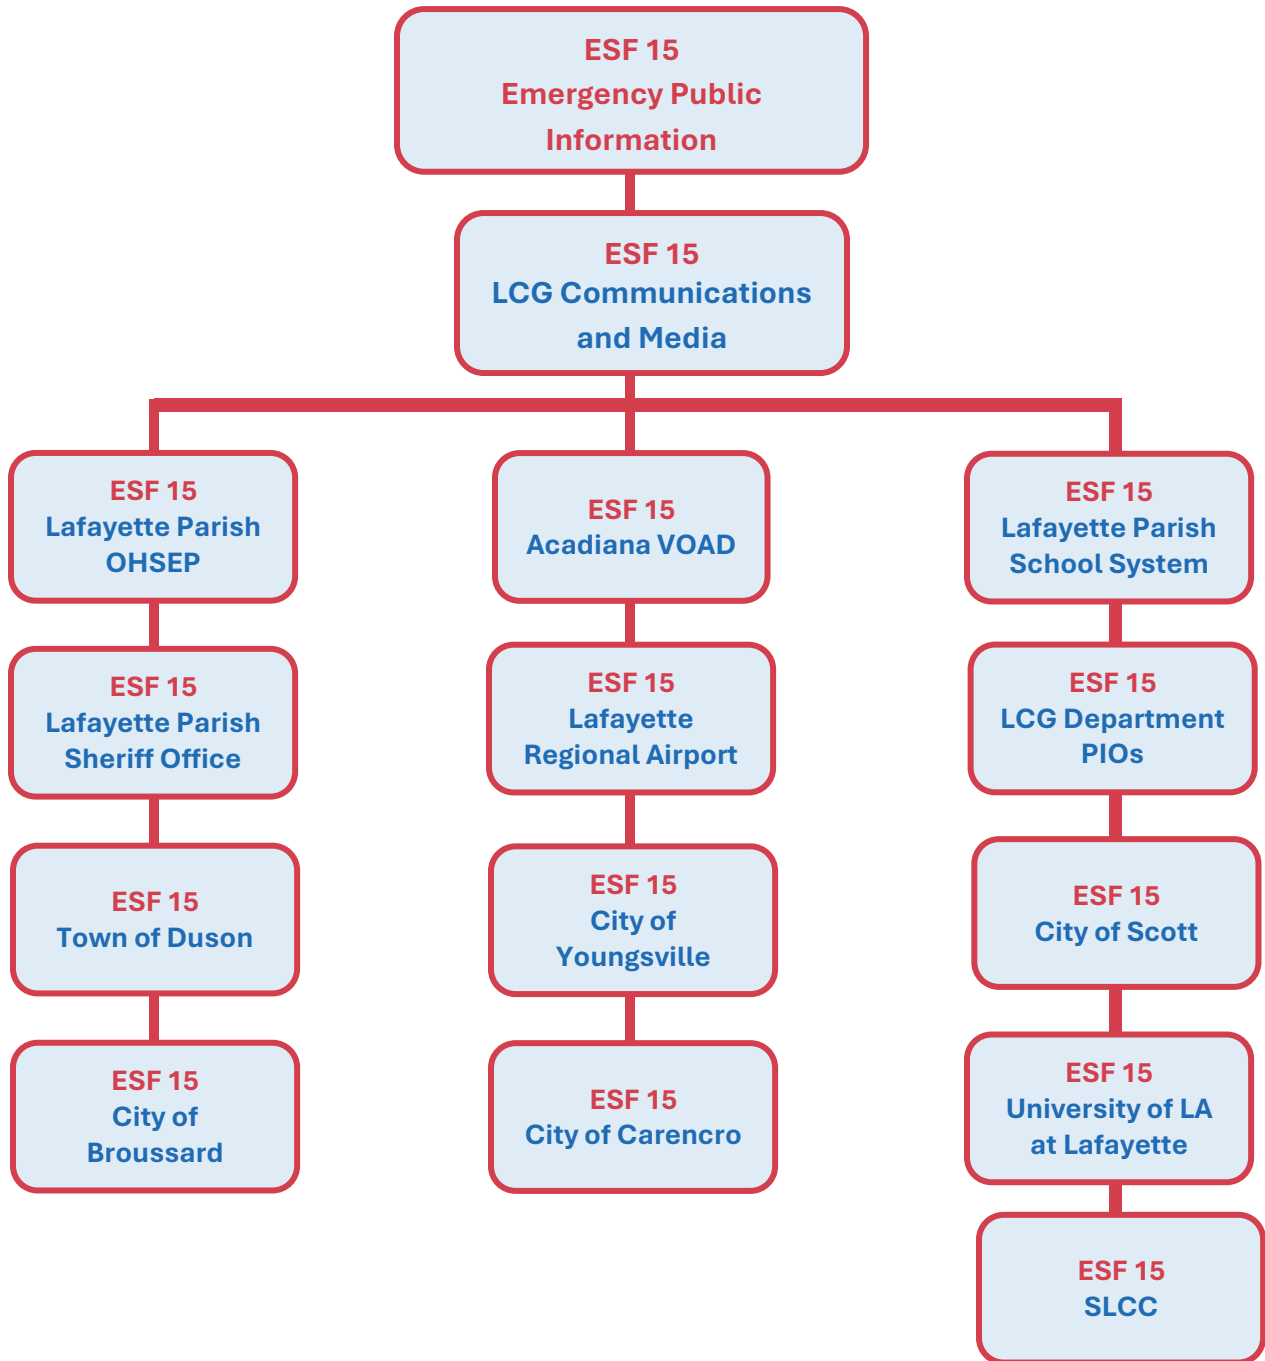 ESF 15
Emergency Public
Information
ESF 15
LCG Communications
and Media
ESF 15
Lafayette Parish
OHSEP
ESF 15
Acadiana VOAD
ESF 15
Lafayette Parish
School System
ESF 15
Lafayette Parish
Sheriff Office
ESF 15
Lafayette
Regional Airport
ESF 15
LCG Department
PIOs
ESF 15
Town of Duson
ESF 15
City of
Youngsville
ESF 15
City of Scott
ESF 15
City of
Broussard
ESF 15
City of Carencro
ESF 15
University of LA
at Lafayette
ESF 15
SLCC